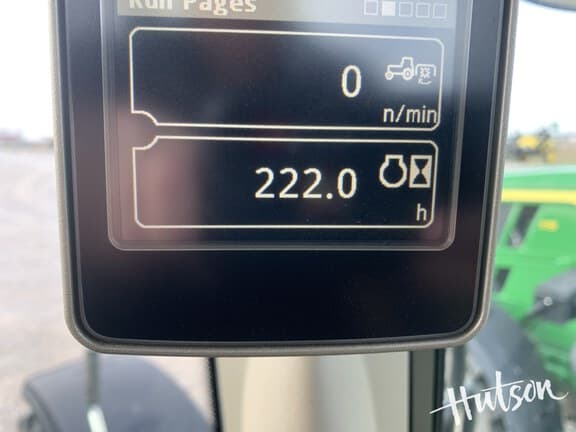 Run Pages
0
n/min
222.0
h
Hutson